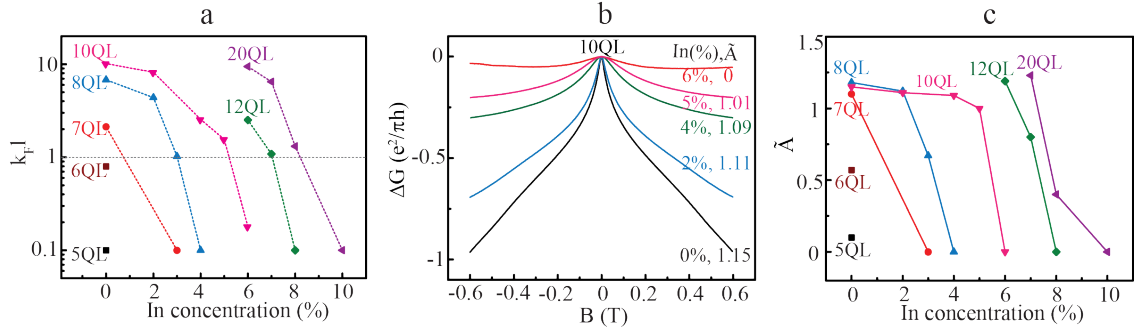 a
10QL
20QL
10
8QL
12QL
7QL
1
6QL
0.1
5QL
k_Fl
0
2
4
6
8
10
In concentration (%)
b
10QL
In(%),Ã
0
6%, 0
5%, 1.01
4%, 1.09
-0.5
2%, 1.11
-1
0%, 1.15
ΔG (e²/πh)
-0.6
-0.4
-0.2
0
0.2
0.4
0.6
B (T)
c
1.5
8QL
12QL
20QL
10QL
7QL
1.0
6QL
0.5
5QL
0
Ã
0
2
4
6
8
10
In concentration (%)